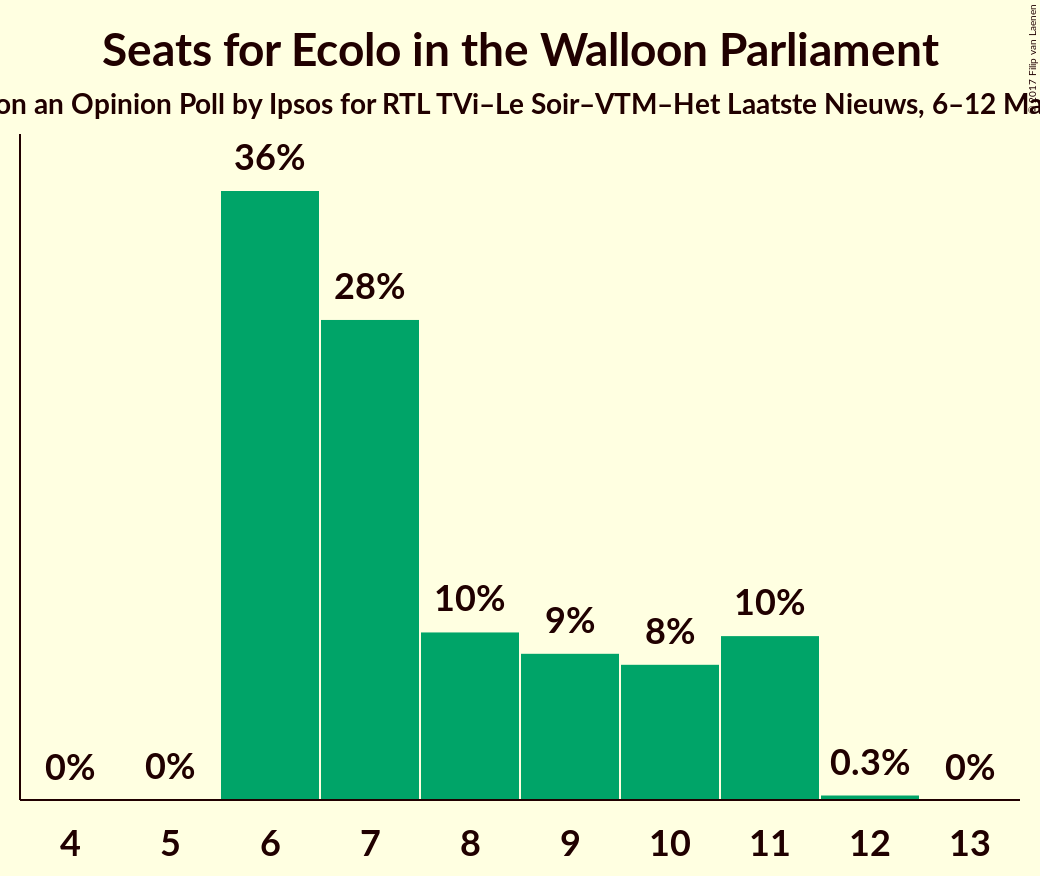 Seats for Ecolo in the Walloon Parliament
on an Opinion Poll by Ipsos for RTL TVi–Le Soir–VTM–Het Laatste Nieuws, 6–12 Ma
© 2017 Filip van Laenen
36%
28%
10%
9%
8%
10%
0%
0%
0.3%
0%
4 5 6 7 8 9 10 11 12 13